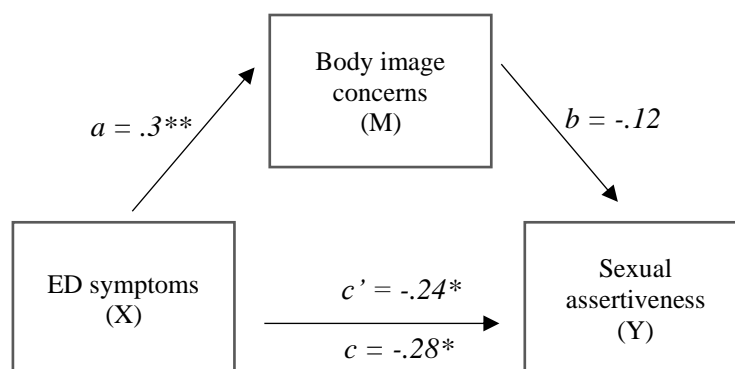 Body image
concerns
(M)
a = .3**
b = -.12
ED symptoms
(X)
c’ = -.24*
c = -.28*
Sexual
assertiveness
(Y)